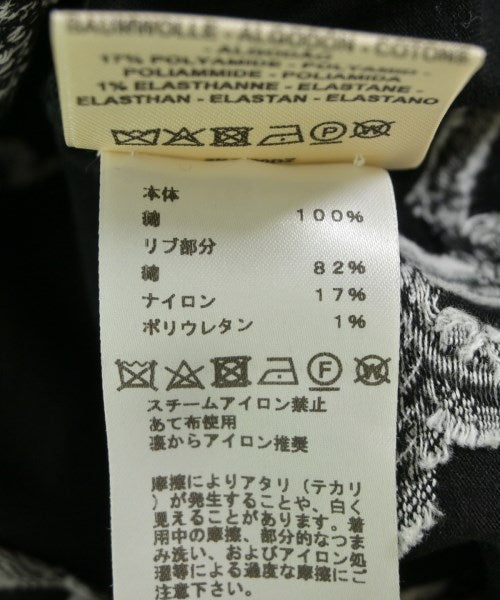 BAUMWOLLE - ALGODON - COTONE
- ALGODÃO
17% POLYAMIDE - POLYAMID -
POLIAMMIDE - POLIAMIDA
1% ELASTHANNE - ELASTANE -
ELASTHAN - ELASTAN - ELASTANO
P W
本体
綿 100%
リブ部分
綿 82%
ナイロン 17%
ポリウレタン 1%
F W
スチームアイロン禁止
あて布使用
裏からアイロン推奨
摩擦によりアタリ(テカリ
)が発生することや、白く
見えることがあります。着
用中の摩擦、部分的なつま
み洗い、およびアイロン処
理等による過度な摩擦にご
注意下さい。